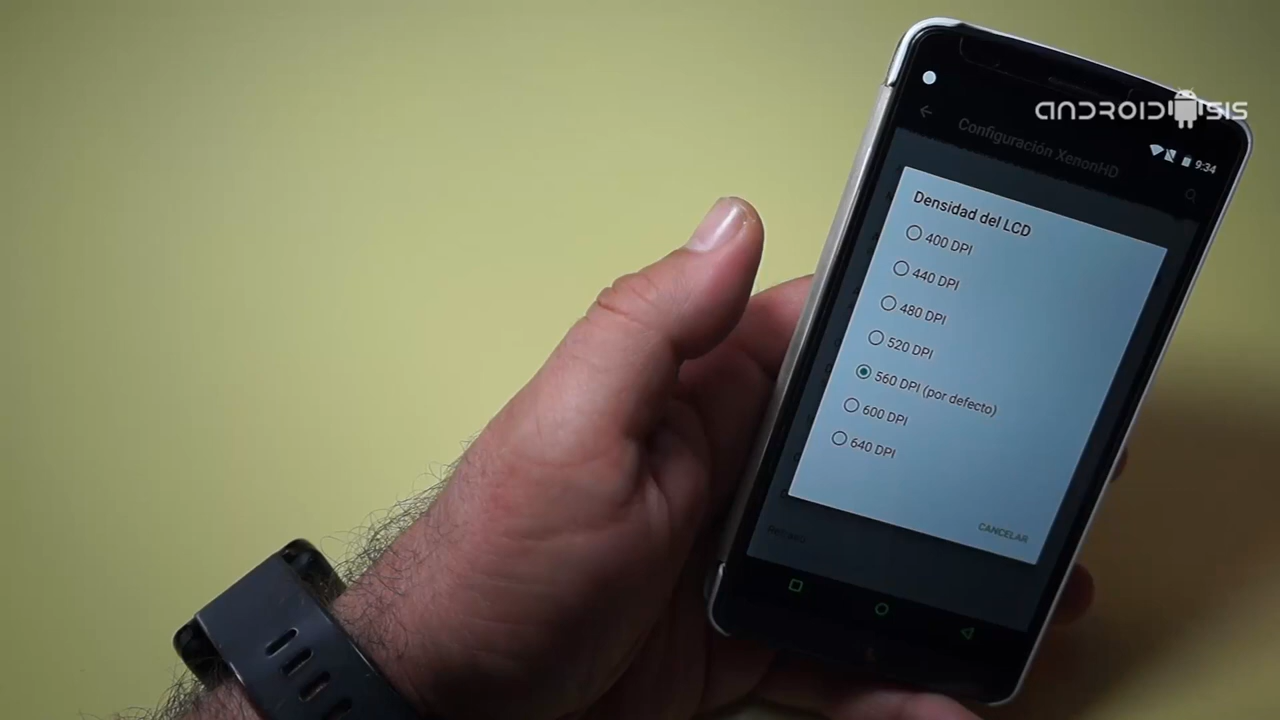 ANDROIDSIS
9:34
Configuración XenonHD
Densidad del LCD
400 DPI
440 DPI
480 DPI
520 DPI
560 DPI (por defecto)
600 DPI
640 DPI
CANCELAR